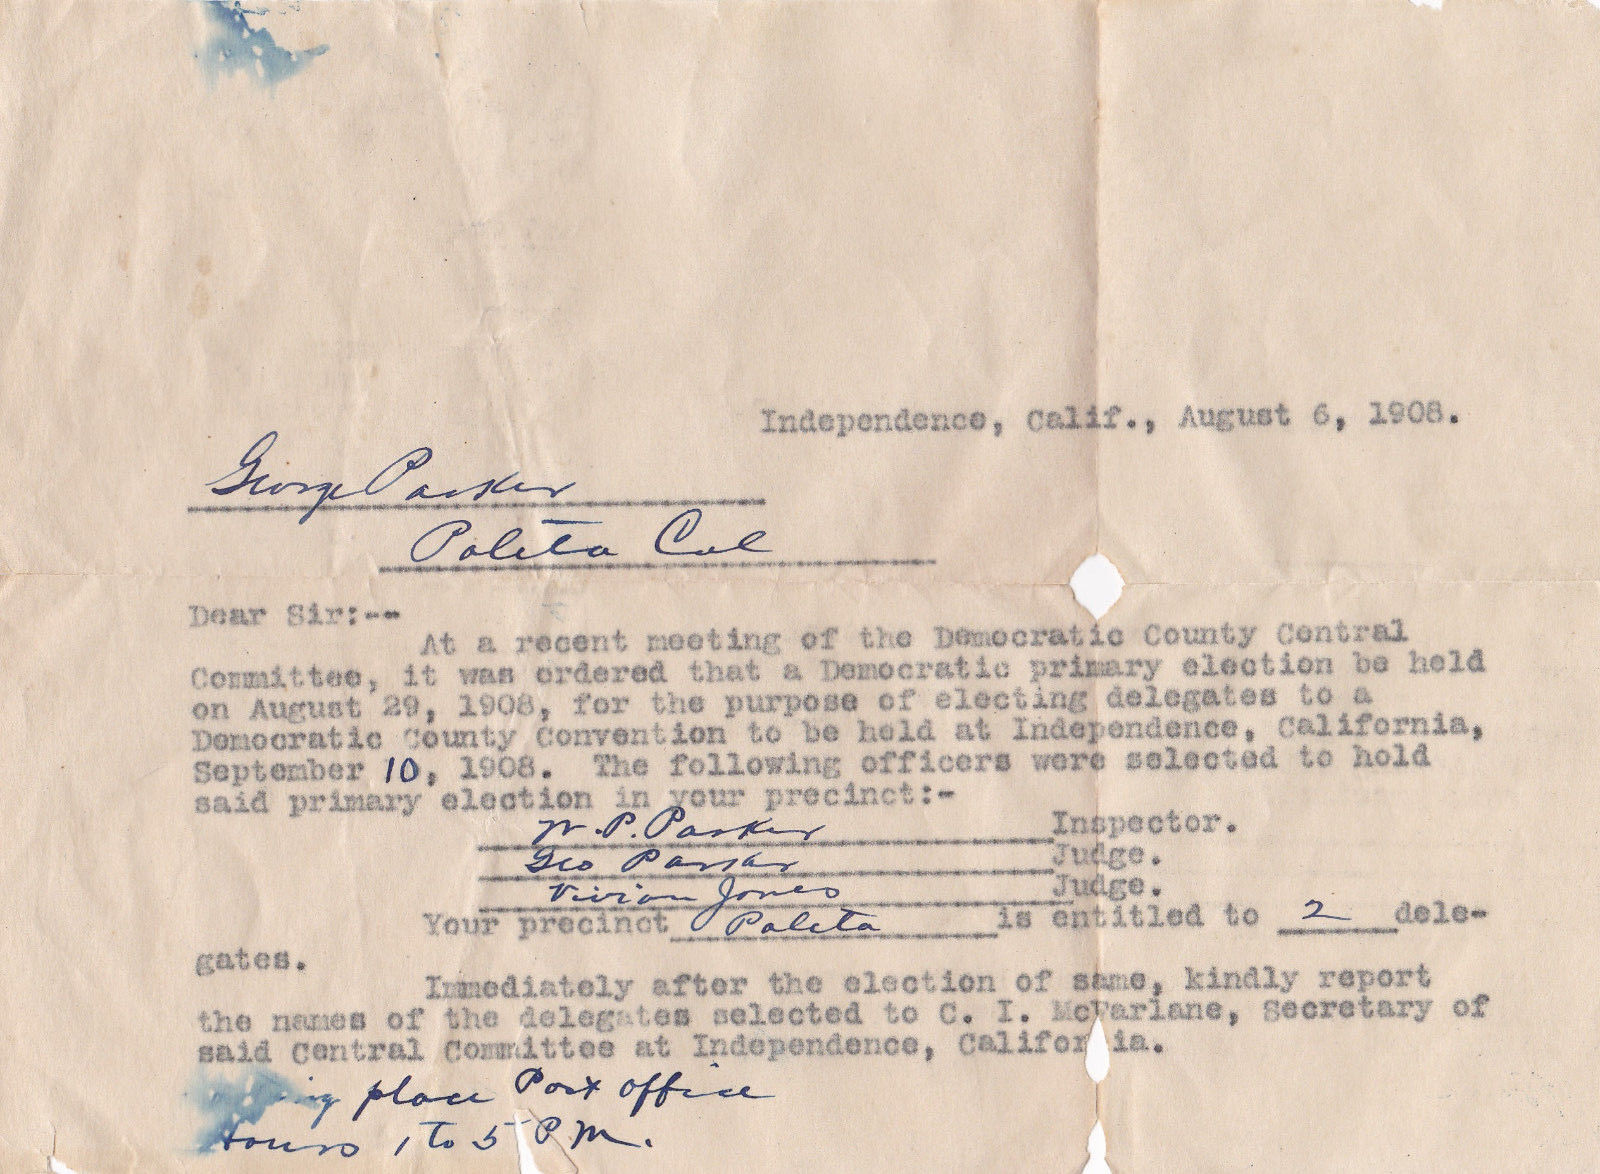 Independence, Calif., August 6, 1908.
George Parker
Poleta Cal
Dear Sir:--
At a recent meeting of the Democratic County Central
Committee, it was ordered that a Democratic primary election be held
on August 29, 1908, for the purpose of electing delegates to a
Democratic County Convention to be held at Independence, California,
September 10, 1908. The following officers were selected to hold
said primary election in your precinct:-
W. P. Parker Inspector.
Geo Parker Judge.
Vivian Jones Judge.
Your precinct Poleta is entitled to 2 dele-
gates.
Immediately after the election of same, kindly report
the names of the delegates selected to C. I. McFarlane, Secretary of
said Central Committee at Independence, California.
place Post office
Hours 1 to 5 P.M.